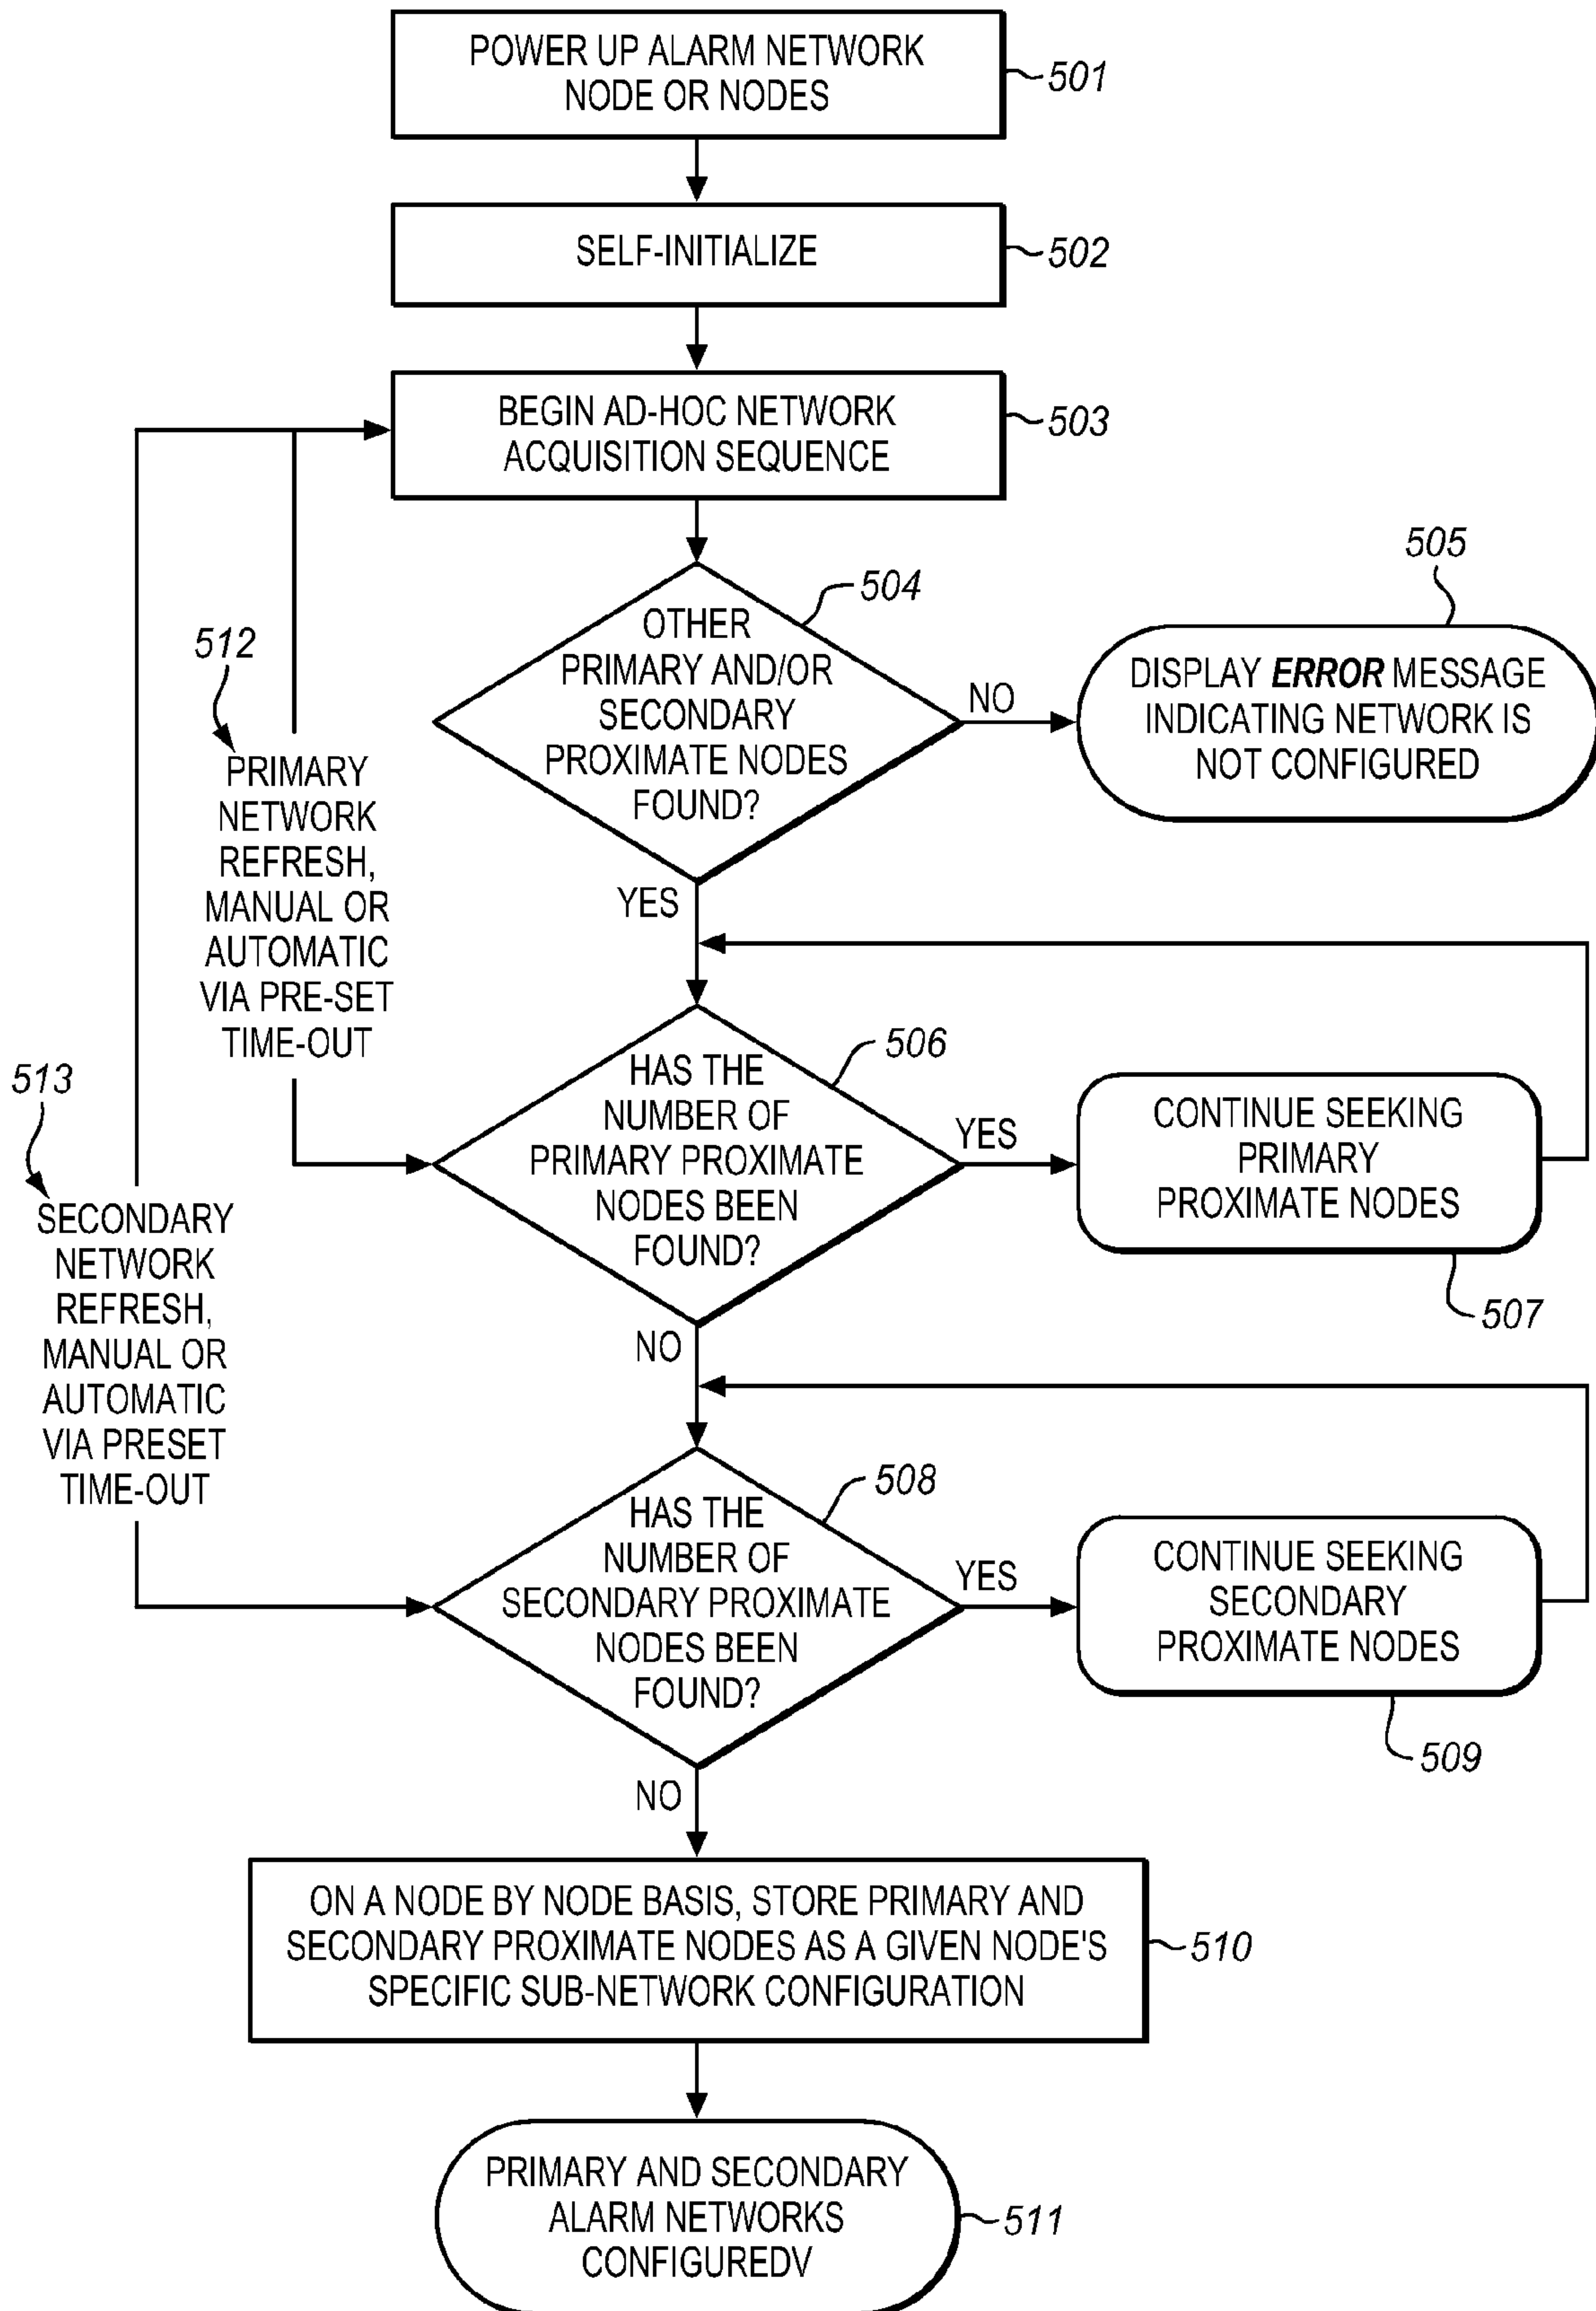 POWER UP ALARM NETWORK
NODE OR NODES
501
SELF-INITIALIZE
502
BEGIN AD-HOC NETWORK
ACQUISITION SEQUENCE
503
504
OTHER
PRIMARY AND/OR
SECONDARY
PROXIMATE NODES
FOUND?
NO
505
DISPLAY ERROR MESSAGE
INDICATING NETWORK IS
NOT CONFIGURED
YES
512
PRIMARY
NETWORK
REFRESH,
MANUAL OR
AUTOMATIC
VIA PRE-SET
TIME-OUT
506
HAS THE
NUMBER OF
PRIMARY PROXIMATE
NODES BEEN
FOUND?
YES
CONTINUE SEEKING
PRIMARY
PROXIMATE NODES
507
NO
513
SECONDARY
NETWORK
REFRESH,
MANUAL OR
AUTOMATIC
VIA PRESET
TIME-OUT
508
HAS THE
NUMBER OF
SECONDARY PROXIMATE
NODES BEEN
FOUND?
YES
CONTINUE SEEKING
SECONDARY
PROXIMATE NODES
509
NO
ON A NODE BY NODE BASIS, STORE PRIMARY AND
SECONDARY PROXIMATE NODES AS A GIVEN NODE'S
SPECIFIC SUB-NETWORK CONFIGURATION
510
PRIMARY AND SECONDARY
ALARM NETWORKS
CONFIGUREDV
511